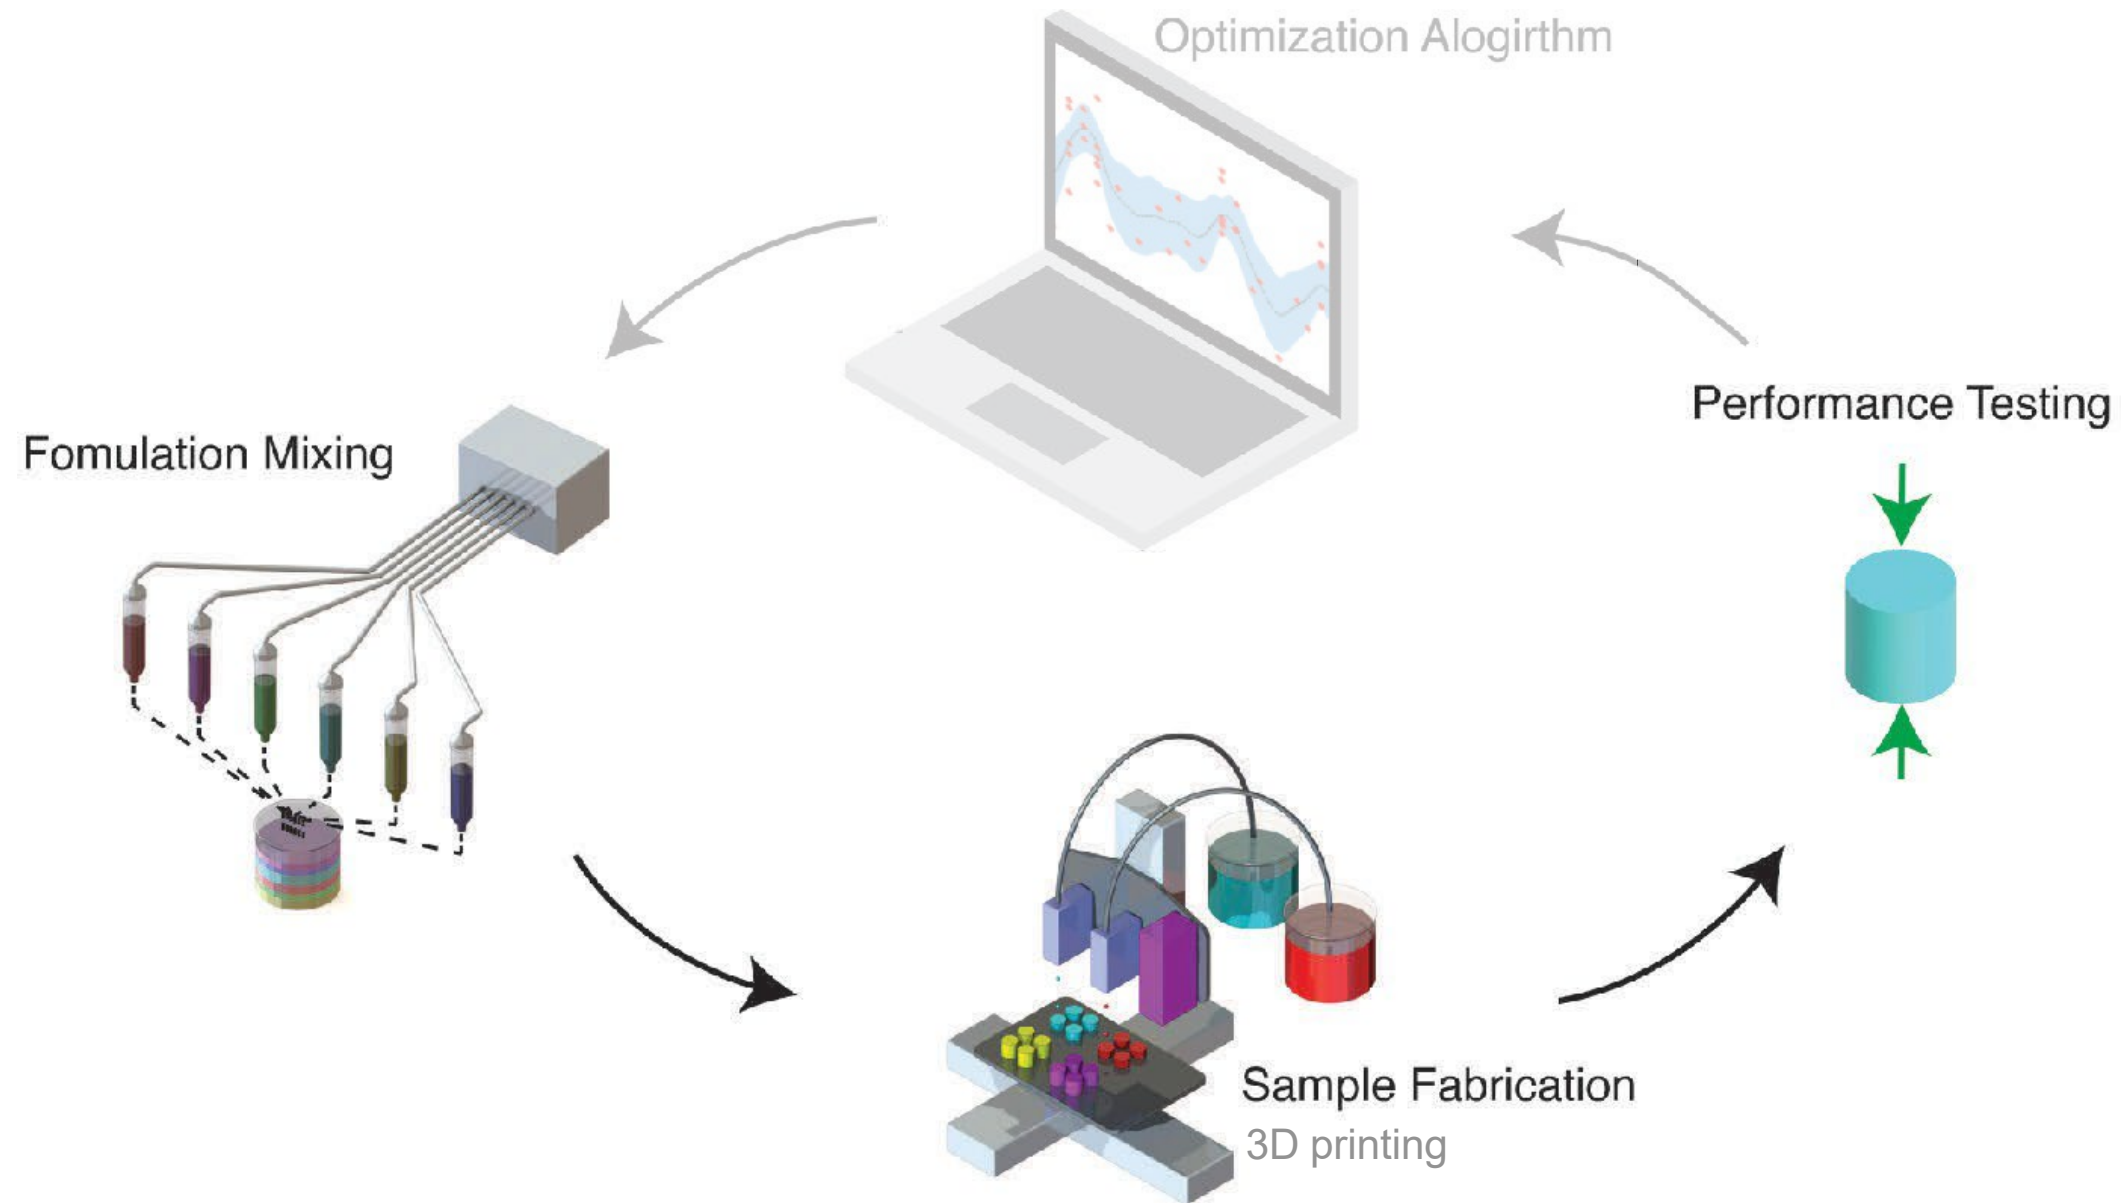 Optimization Alogirthm
Performance Testing
Fomulation Mixing
Sample Fabrication
3D printing